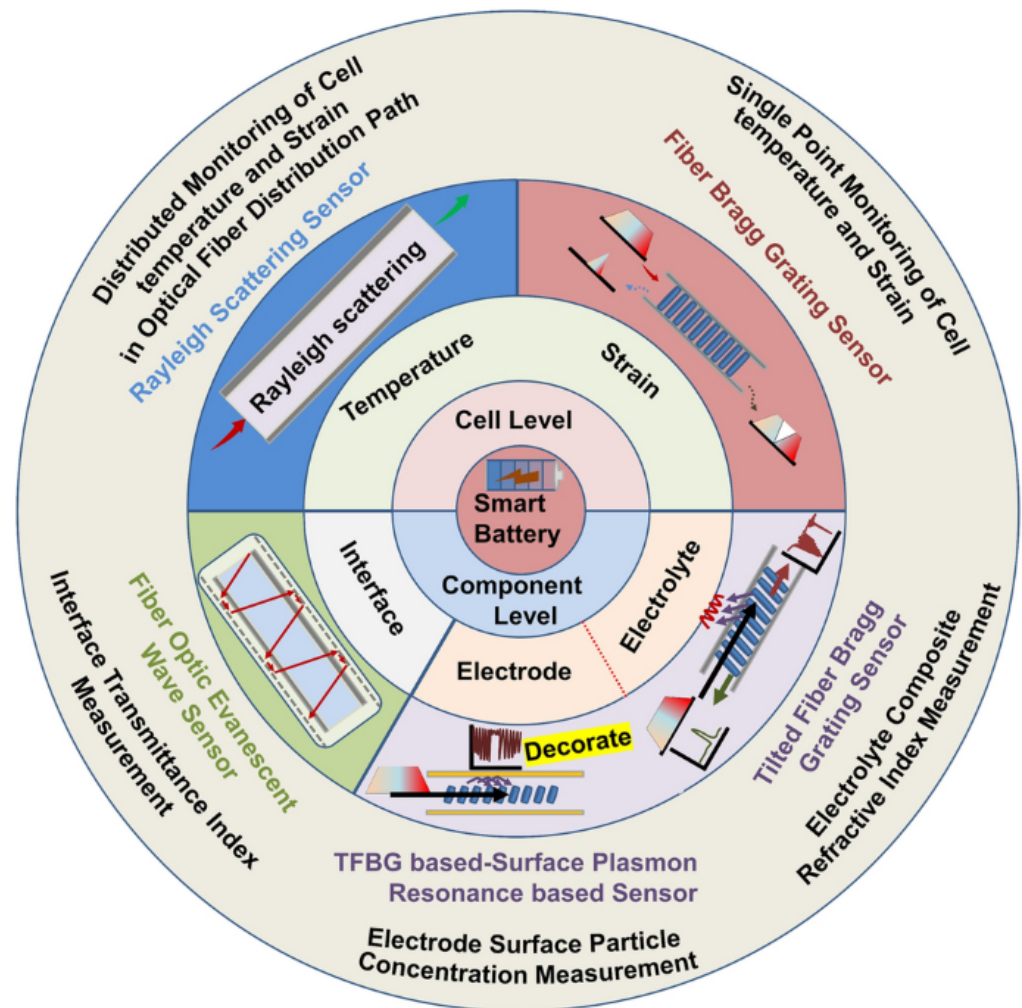 Distributed Monitoring of Cell
temperature and Strain
in Optical Fiber Distribution Path
Rayleigh Scattering Sensor
Rayleigh scattering
Single Point Monitoring of Cell
temperature and Strain
Fiber Bragg Grating Sensor
Temperature
Strain
Cell Level
Smart
Battery
Component
Level
Interface
Electrode
Electrolyte
Fiber Optic Evanescent
Wave Sensor
Interface Transmittance Index
Measurement
Decorate
TFBG based-Surface Plasmon
Resonance based Sensor
Electrode Surface Particle
Concentration Measurement
Tilted Fiber Bragg
Grating Sensor
Electrolyte Composite
Refractive Index Measurement